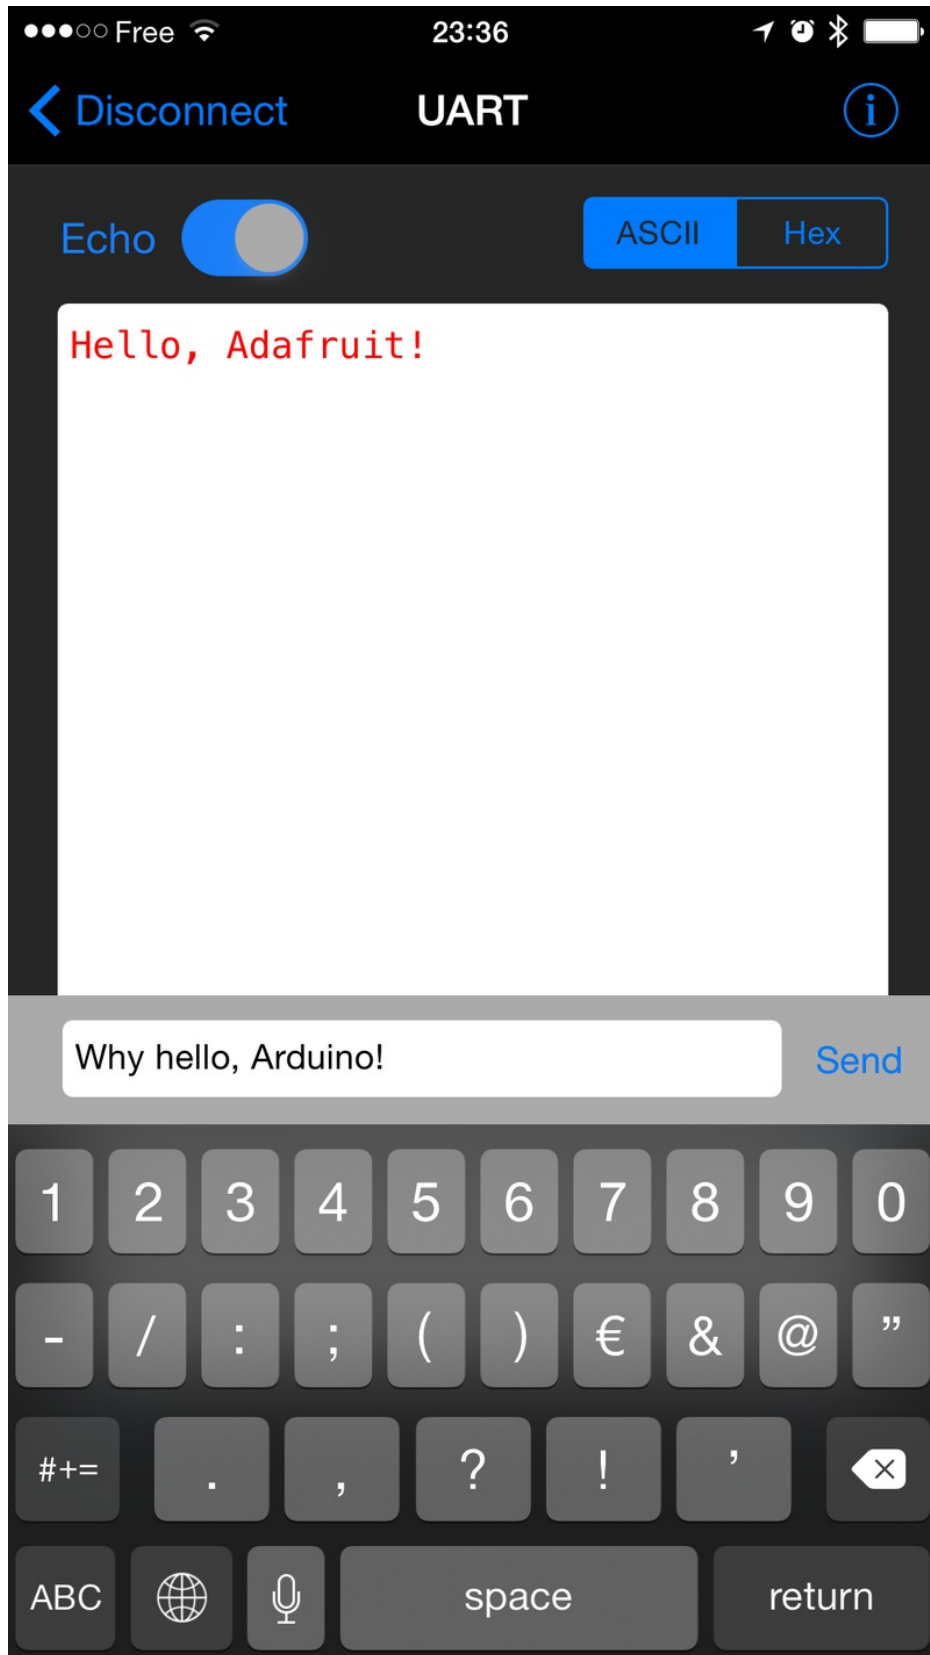 Free 23:36
Disconnect UART i
Echo ASCII Hex
Hello, Adafruit!
Why hello, Arduino! Send
1 2 3 4 5 6 7 8 9 0
- / : ; ( ) € & @ ”
#+= . , ? ! ’
ABC space return